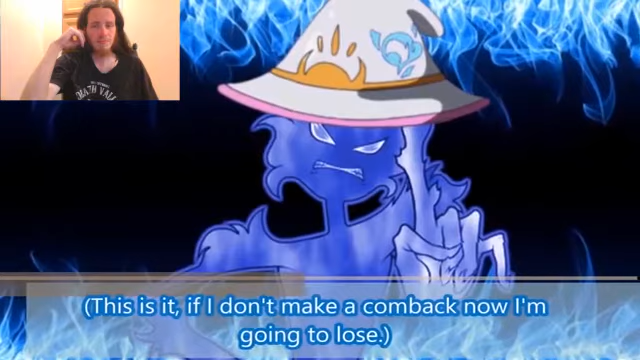 (This is it, if I don't make a comback now I'm
going to lose.)